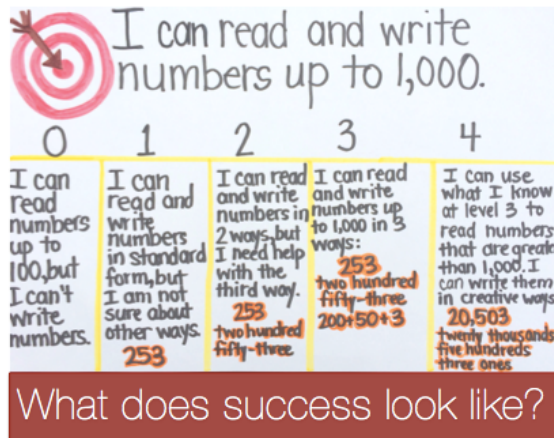 I can read and write
numbers up to 1,000.
0
I can
read
numbers
up to
100, but
I can't
write
numbers.
1
I can
read and
write
numbers
in standard
form, but
I am not
sure about
other ways.
253
2
I can read
and write
numbers in
2 ways, but
I need help
with the
third way.
253
two hundred
fifty-three
3
I can read
and write
numbers up
to 1,000 in 3
ways:
253
two hundred
fifty-three
200+50+3
4
I can use
what I know
at level 3 to
read numbers
that are greate
than 1,000. I
can write them
in creative ways
20,503
twenty thousands
five hundreds
three ones
What does success look like?